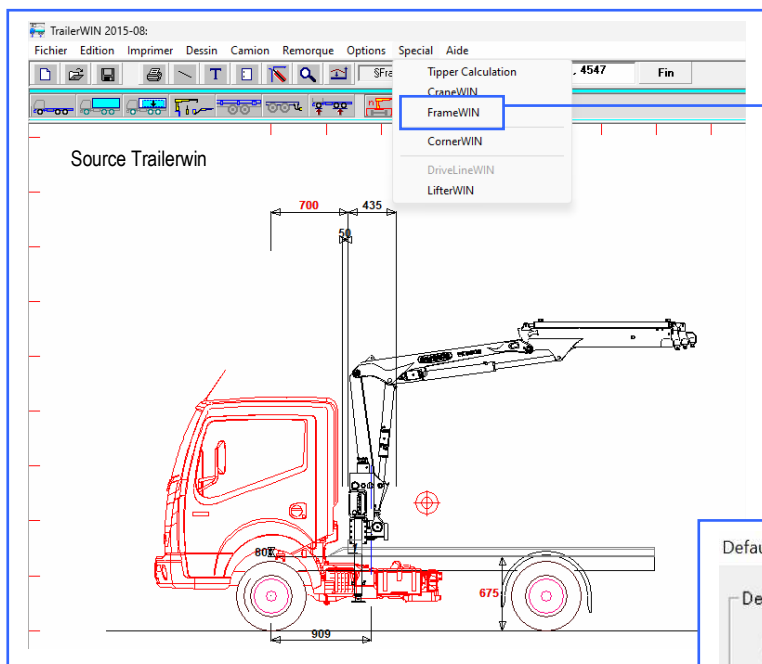 TrailerWIN 2015-08:
Fichier Edition Imprimer Dessin Camion Remorque Options Special Aide
T §Fra , 4547 Fin
Tipper Calculation
CraneWIN
FrameWIN
CornerWIN
DriveLineWIN
LifterWIN
Source Trailerwin
700 435
50
80
675
909
Defau
De